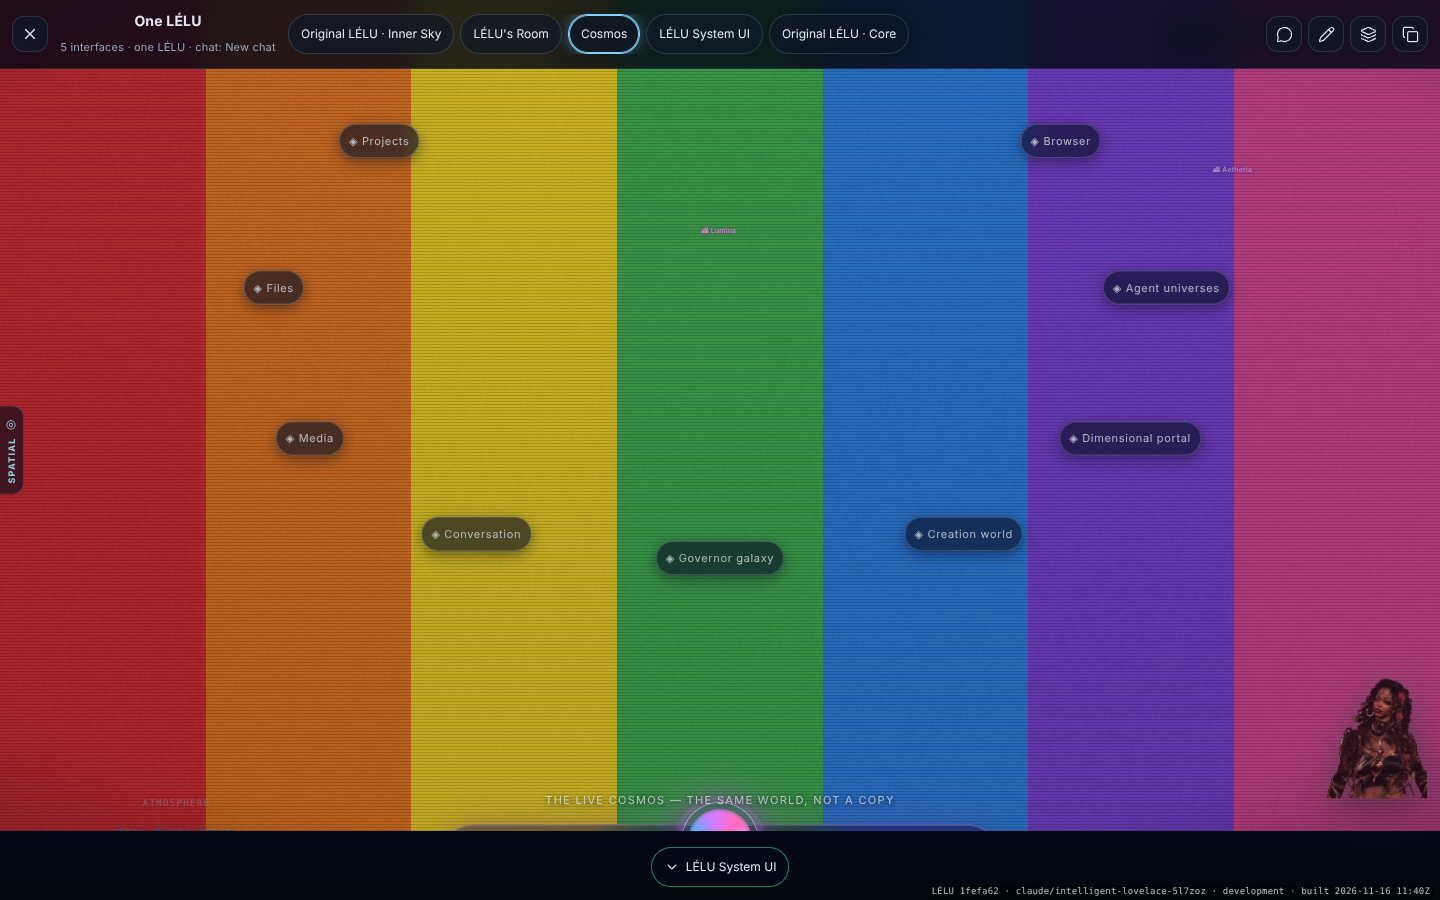 One LÉLU
5 interfaces · one LÉLU · chat: New chat
Original LÉLU · Inner Sky
LÉLU's Room
Cosmos
LÉLU System UI
Original LÉLU · Core
◈ Projects
◈ Browser
Aetheria
Lumina
◈ Files
◈ Agent universes
SPATIAL ◎
◈ Media
◈ Dimensional portal
◈ Conversation
◈ Creation world
◈ Governor galaxy
THE LIVE COSMOS — THE SAME WORLD, NOT A COPY
ATMOSPHERE
LÉLU System UI
LÉLU 1fefa62 · claude/intelligent-lovelace-5l7zoz · development · built 2026-11-16 11:40Z